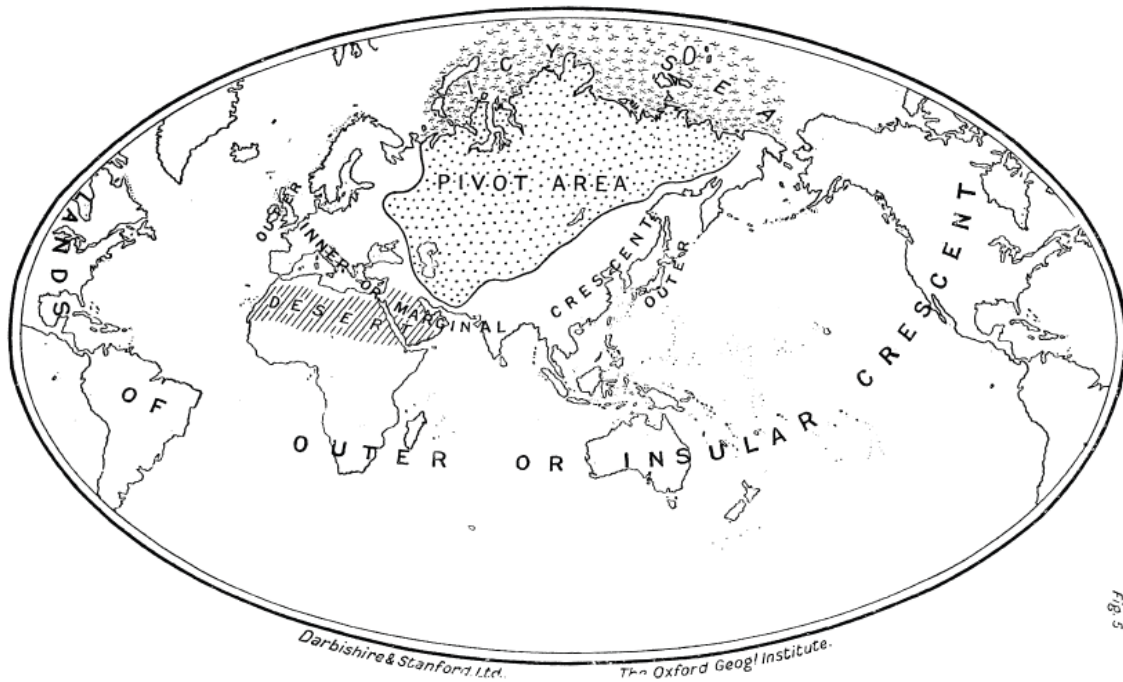 ICY SEA
PIVOT AREA
OUTER
INNER OR MARGINAL CRESCENT
OUTER
DESERT
LANDS OF OUTER OR INSULAR CRESCENT
Fig. 5
Darbishire & Stanford, Ltd.
The Oxford Geogl Institute.